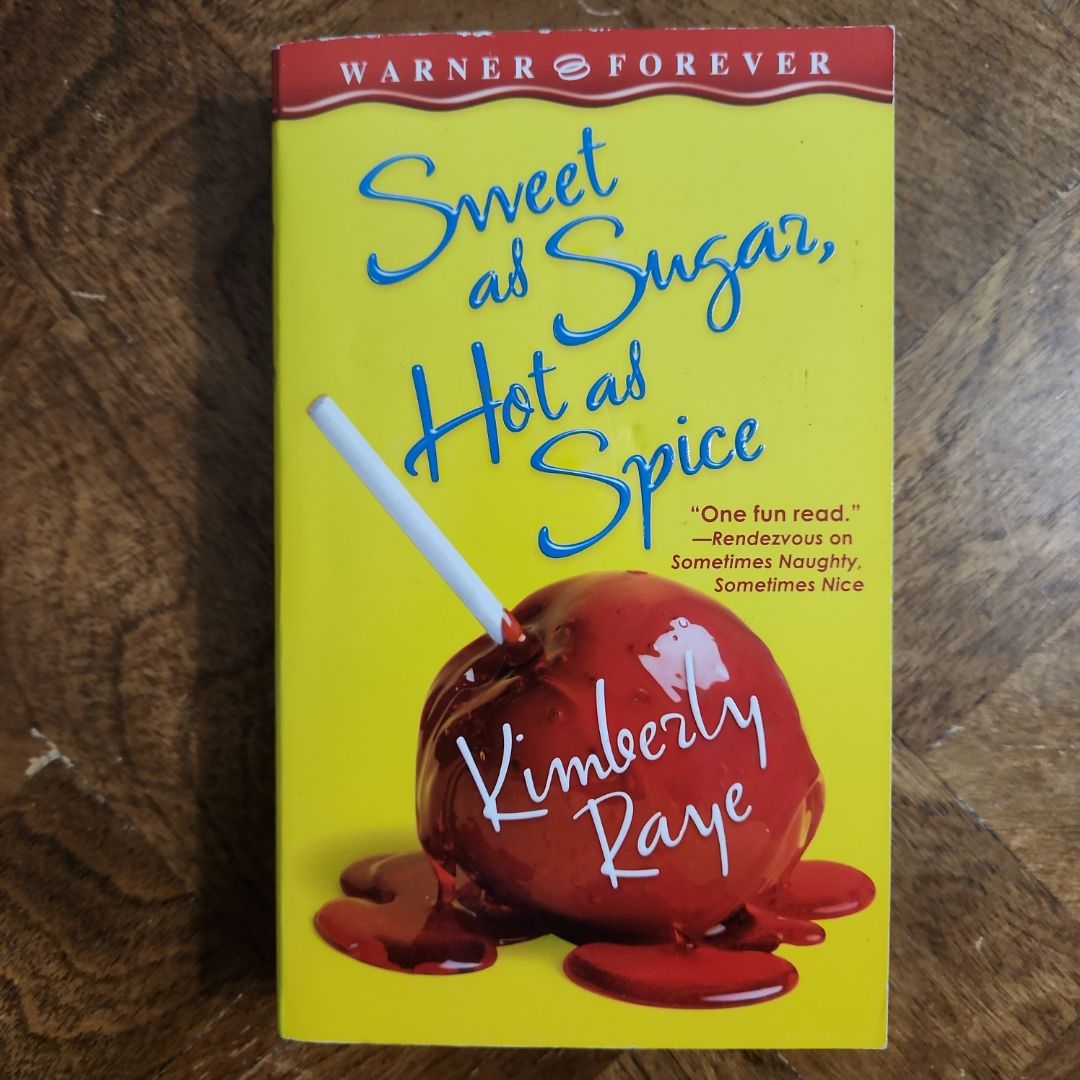 WARNER FOREVER
Sweet
as Sugar,
Hot as
Spice
“One fun read.”
—Rendezvous on
Sometimes Naughty,
Sometimes Nice
Kimberly
Raye